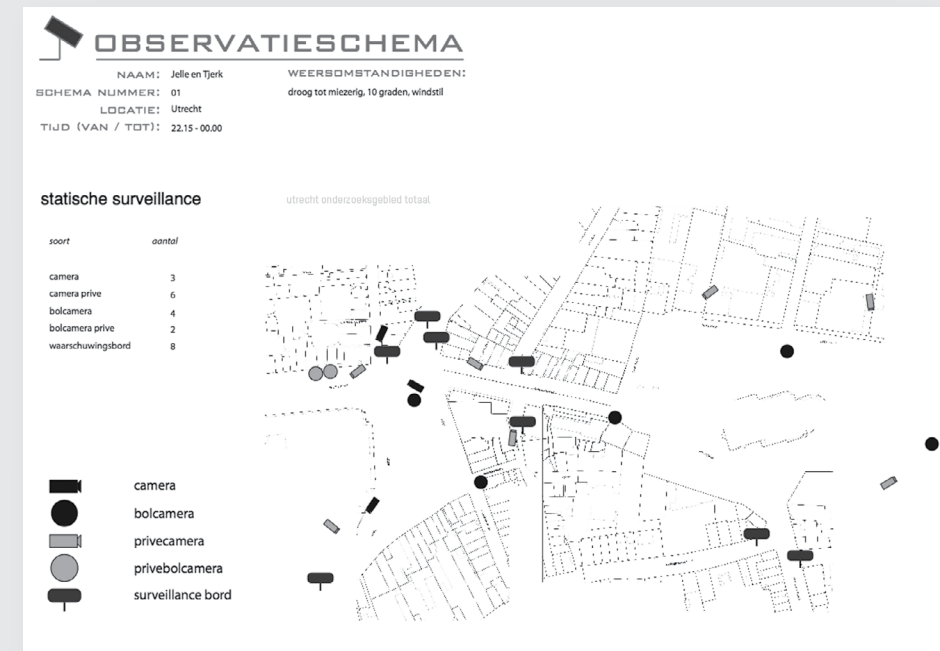 OBSERVATIESCHEMA
NAAM: Jelle en Tjerk
SCHEMA NUMMER: 01
LOCATIE: Utrecht
TIJD (VAN / TOT): 22.15 - 00.00
WEERSOMSTANDIGHEDEN:
droog tot miezerig, 10 graden, windstil
statische surveillance
utrecht onderzoeksgebied totaal
soort aantal
camera 3
camera prive 6
bolcamera 4
bolcamera prive 2
waarschuwingsbord 8
camera
bolcamera
privecamera
privebolcamera
surveillance bord